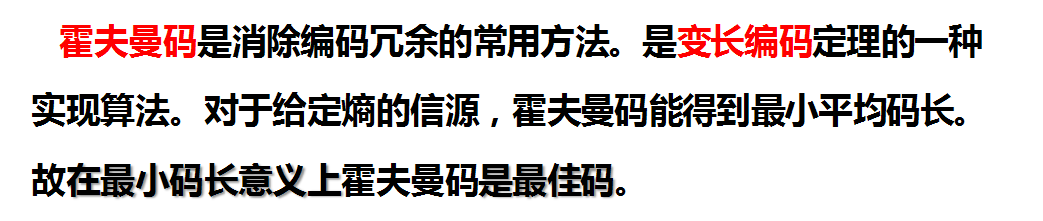 霍夫曼码是消除编码冗余的常用方法。是变长编码定理的一种
实现算法。对于给定熵的信源，霍夫曼码能得到最小平均码长。
故在最小码长意义上霍夫曼码是最佳码。